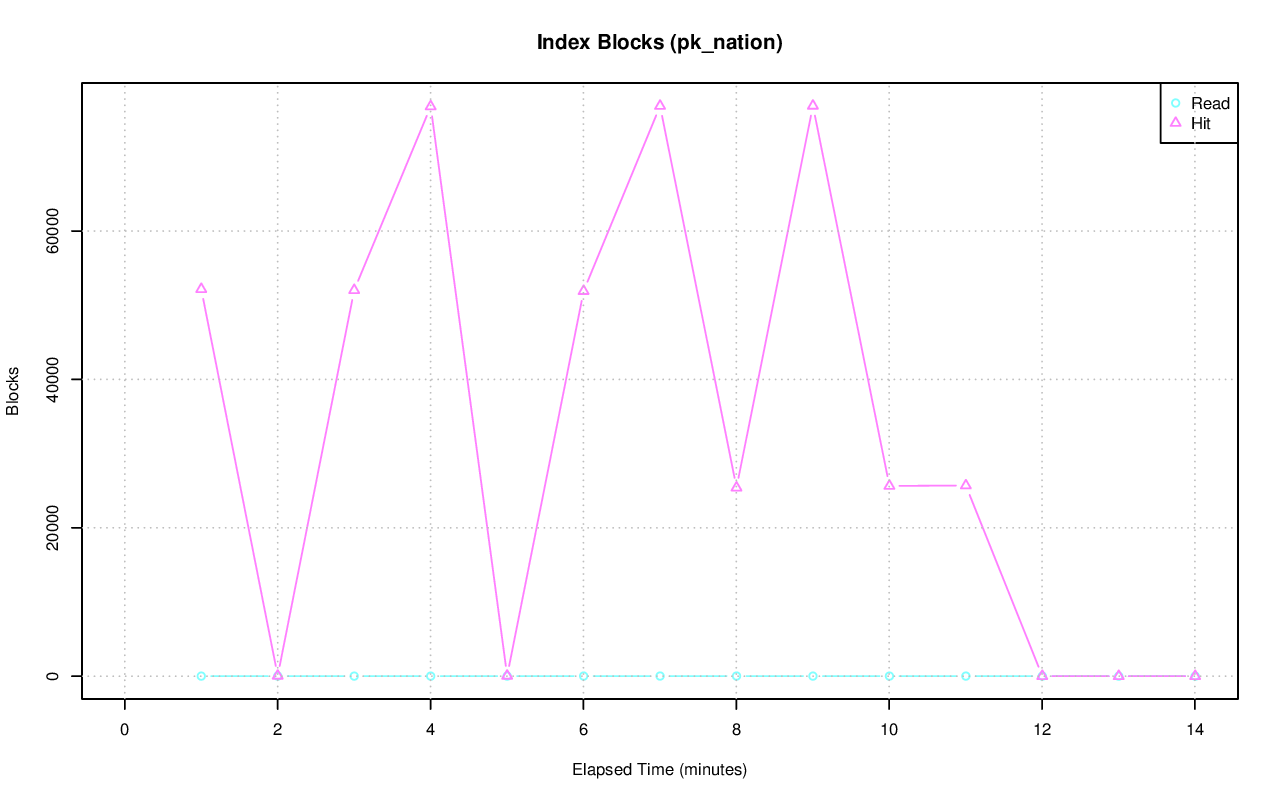 Index Blocks (pk_nation)
Read
Hit
Blocks
60000
40000
20000
0
0 2 4 6 8 10 12 14
Elapsed Time (minutes)